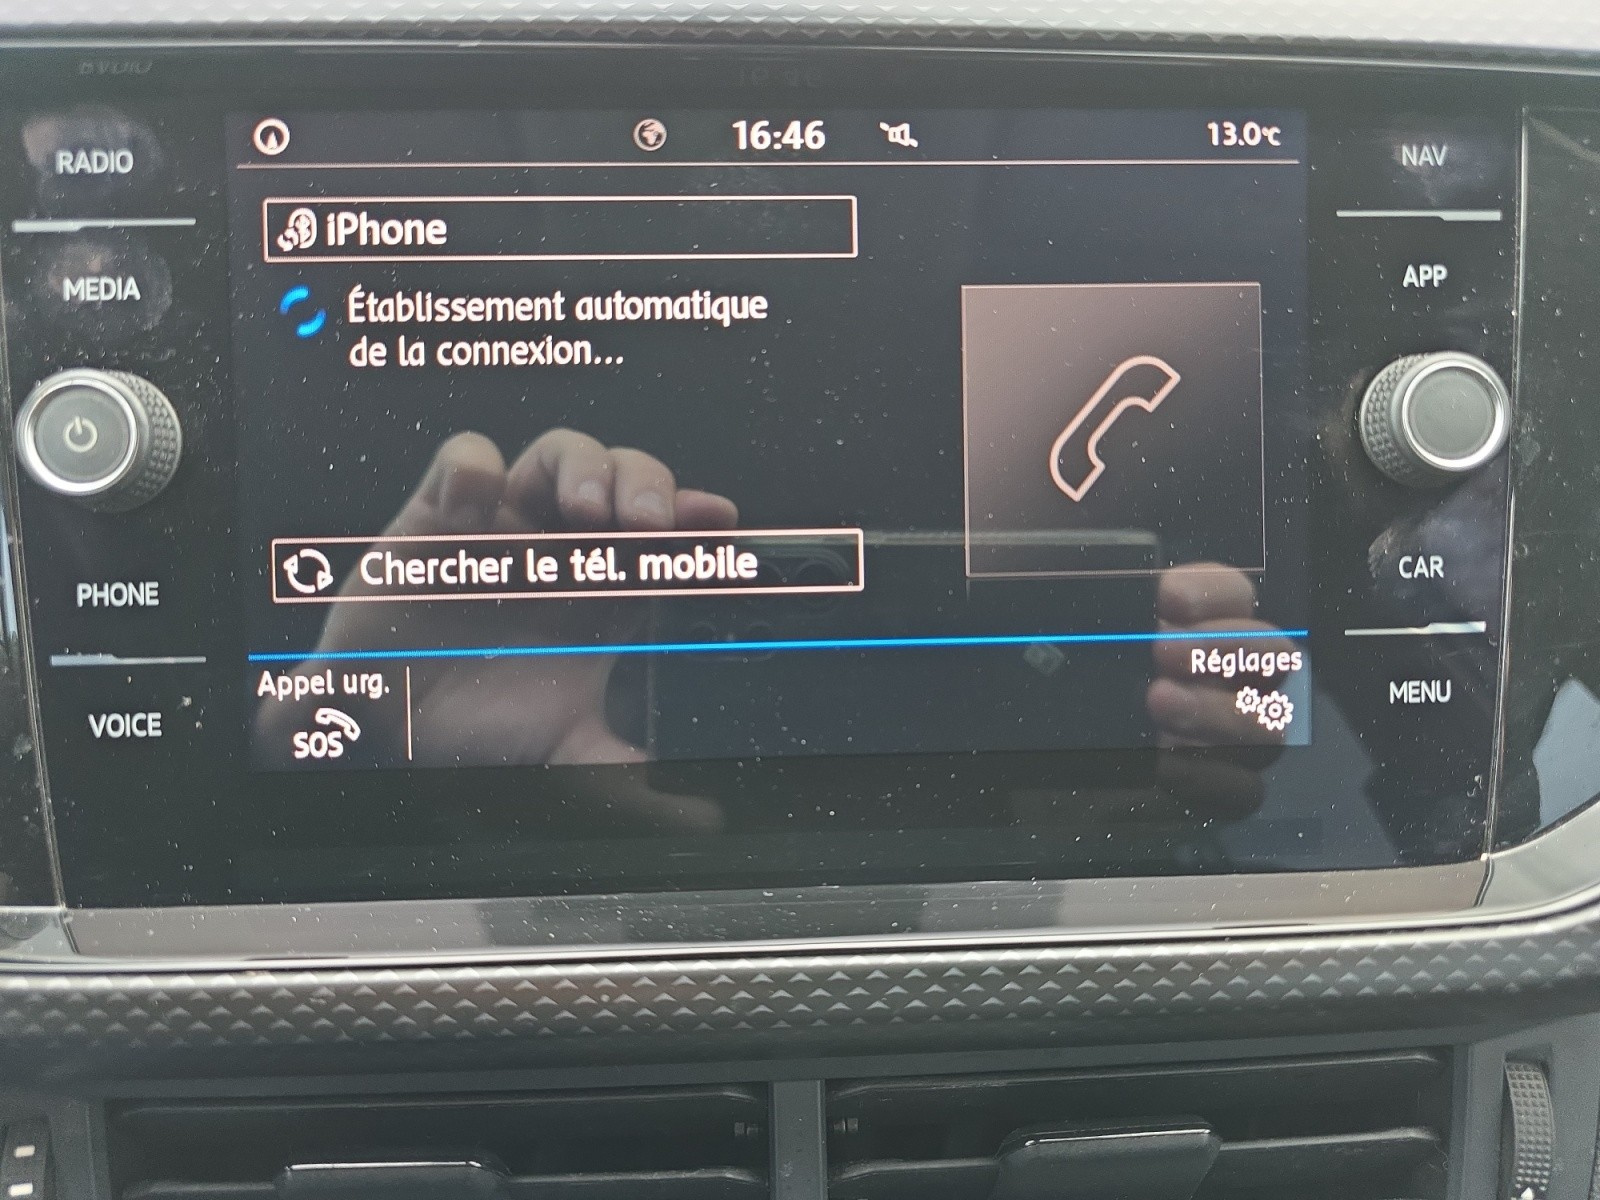 RADIO
MEDIA
PHONE
VOICE
16:46
13.0°C
iPhone
Établissement automatique
de la connexion...
Chercher le tél. mobile
Appel urg.
SOS
Réglages
NAV
APP
CAR
MENU